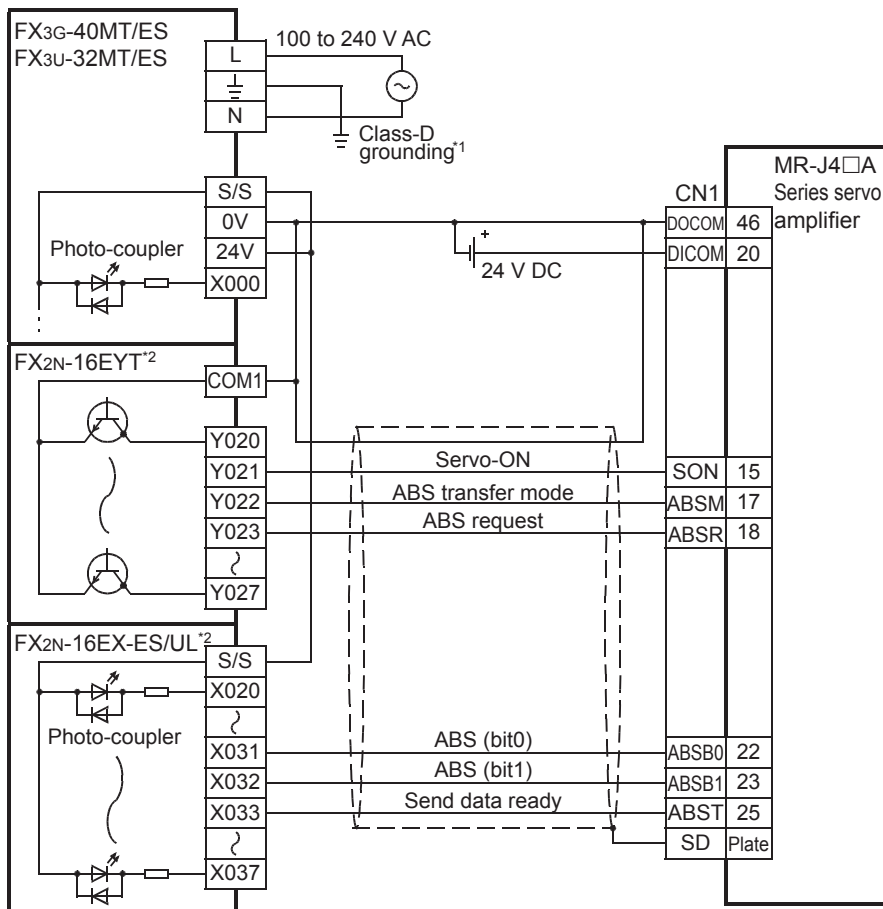 FX3G-40MT/ES
FX3U-32MT/ES
L
N
100 to 240 V AC
Class-D
grounding*1
S/S
0V
24V
X000
Photo-coupler
+
24 V DC
CN1
MR-J4□A
Series servo
amplifier
DOCOM 46
DICOM 20
FX2N-16EYT*2
COM1
Y020
Y021
Y022
Y023
Y027
Servo-ON
ABS transfer mode
ABS request
SON 15
ABSM 17
ABSR 18
FX2N-16EX-ES/UL*2
S/S
X020
X031
X032
X033
X037
Photo-coupler
ABS (bit0)
ABS (bit1)
Send data ready
ABSB0 22
ABSB1 23
ABST 25
SD Plate